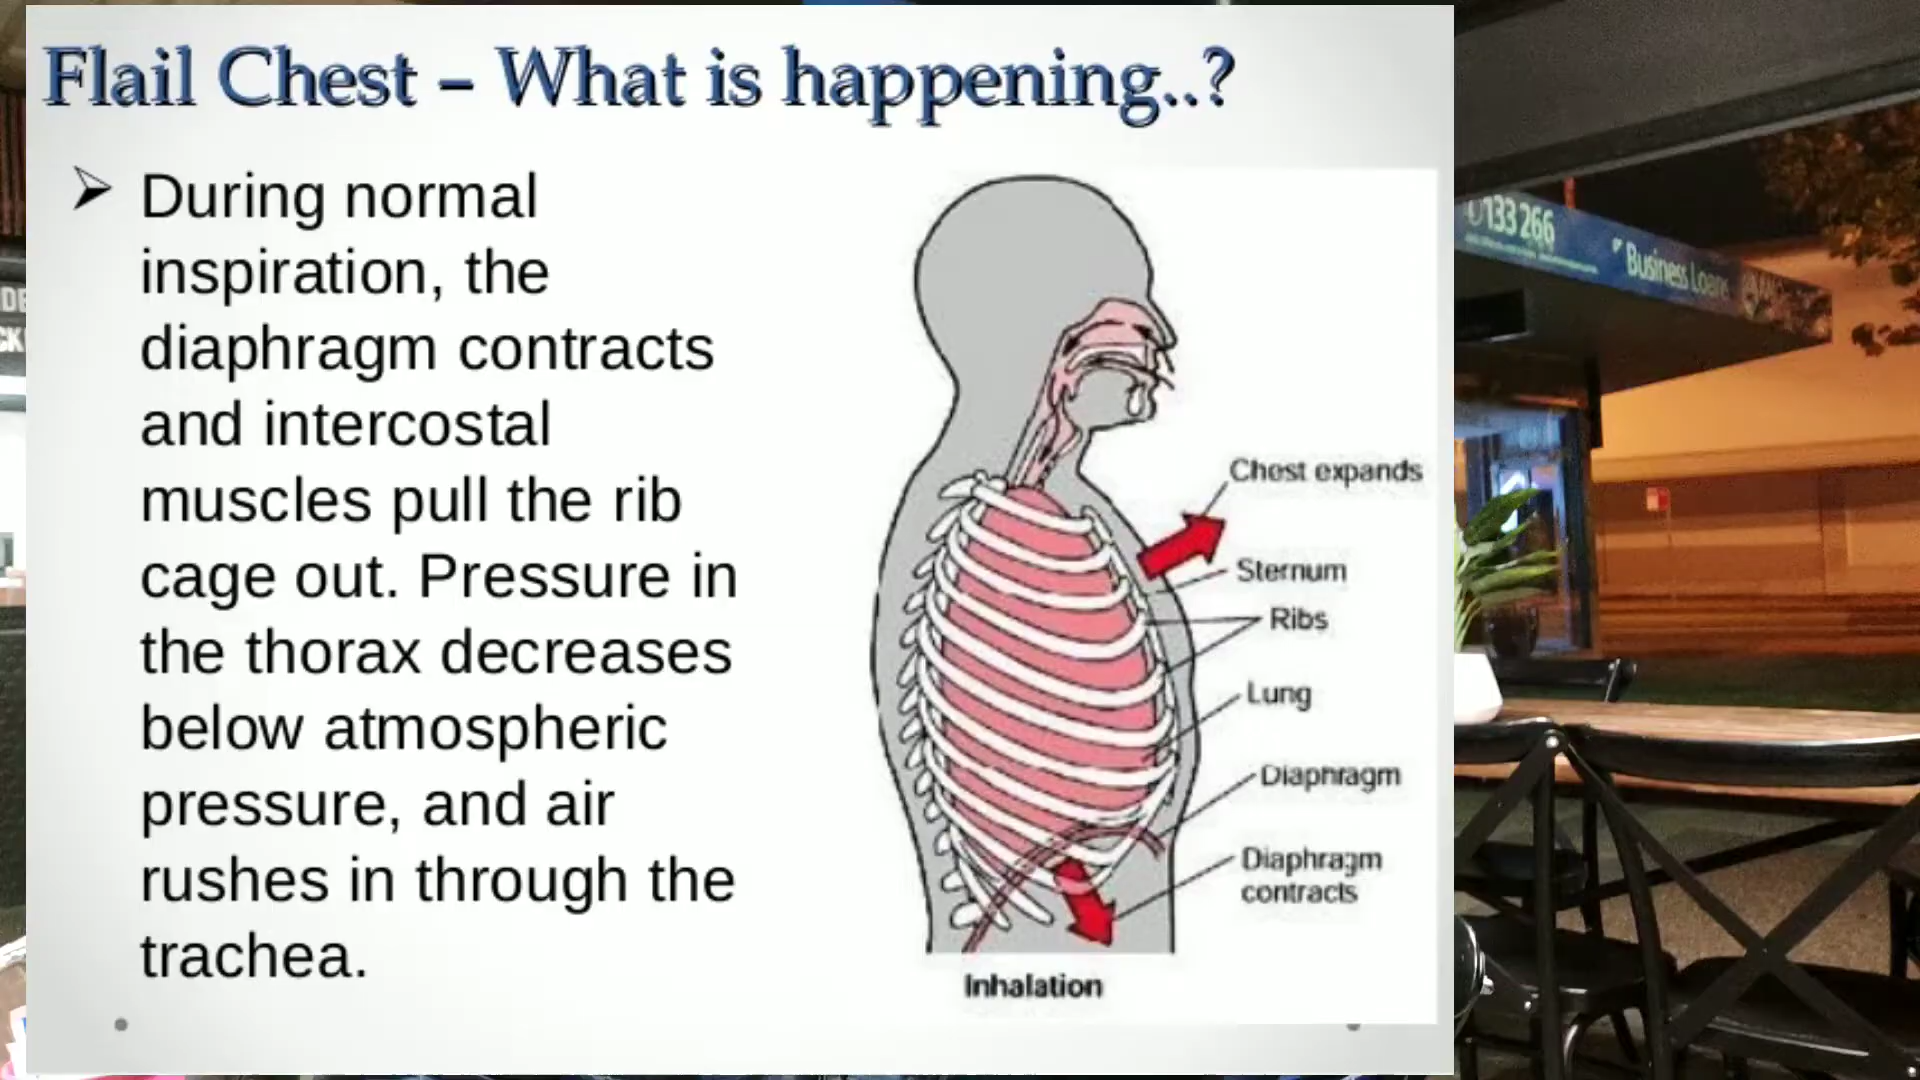 Flail Chest – What is happening..?
During normal
inspiration, the
diaphragm contracts
and intercostal
muscles pull the rib
cage out. Pressure in
the thorax decreases
below atmospheric
pressure, and air
rushes in through the
trachea.
Chest expands
Sternum
Ribs
Lung
Diaphragm
Diaphragm
contracts
Inhalation
133 266
Business Loans